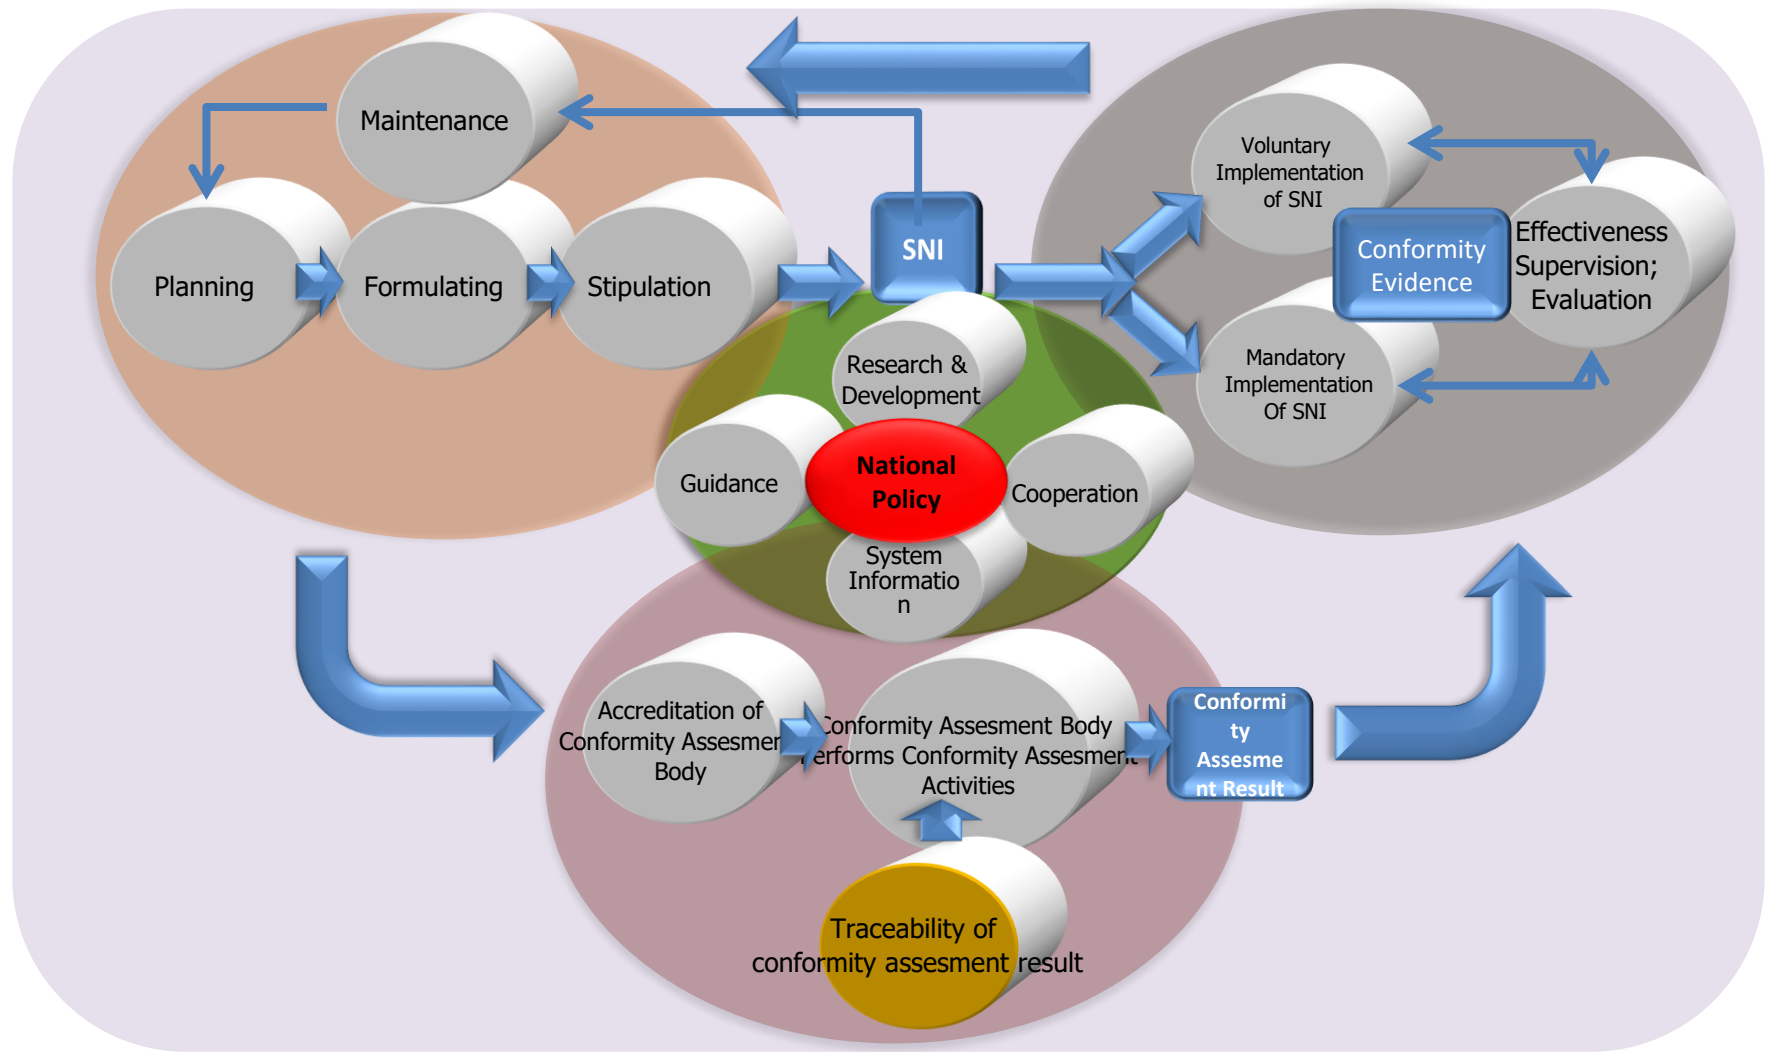 Maintenance
Planning
Formulating
Stipulation
SNI
Voluntary
Implementation
of SNI
Conformity
Evidence
Effectiveness
Supervision;
Evaluation
Mandatory
Implementation
Of SNI
Research &
Development
Guidance
National
Policy
Cooperation
System
Informatio
n
Accreditation of
Conformity Assesment
Body
Conformity Assesment Body
Performs Conformity Assesment
Activities
Conformi
ty
Assesme
nt Result
Traceability of
conformity assesment result